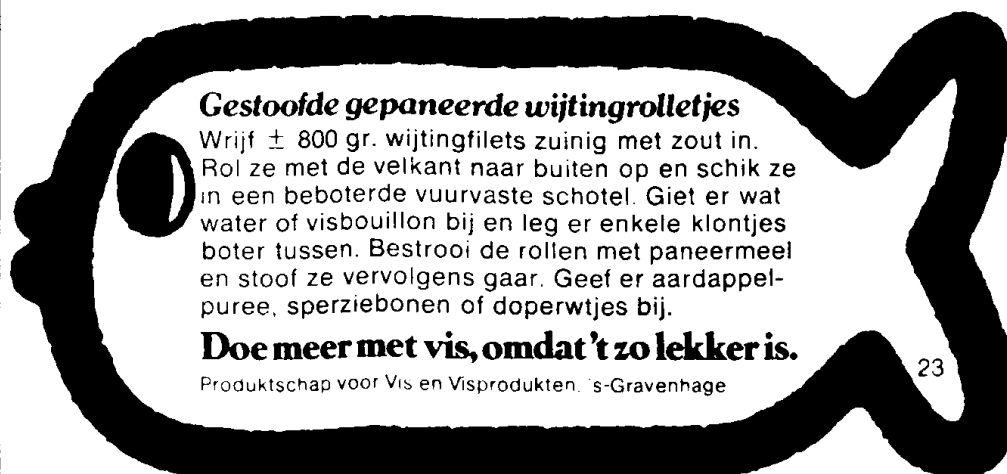 Gestoofde gepaneerde wijtingrolletjes
Wrijf ± 800 gr. wijtingfilets zuinig met zout in.
Rol ze met de velkant naar buiten op en schik ze
in een beboterde vuurvaste schotel. Giet er wat
water of visbouillon bij en leg er enkele klontjes
boter tussen. Bestrooi de rollen met paneermeel
en stoof ze vervolgens gaar. Geef er aardappel-
puree, sperziebonen of doperwtjes bij.
Doe meer met vis, omdat 't zo lekker is.
Produktschap voor Vis en Visprodukten. 's-Gravenhage
23